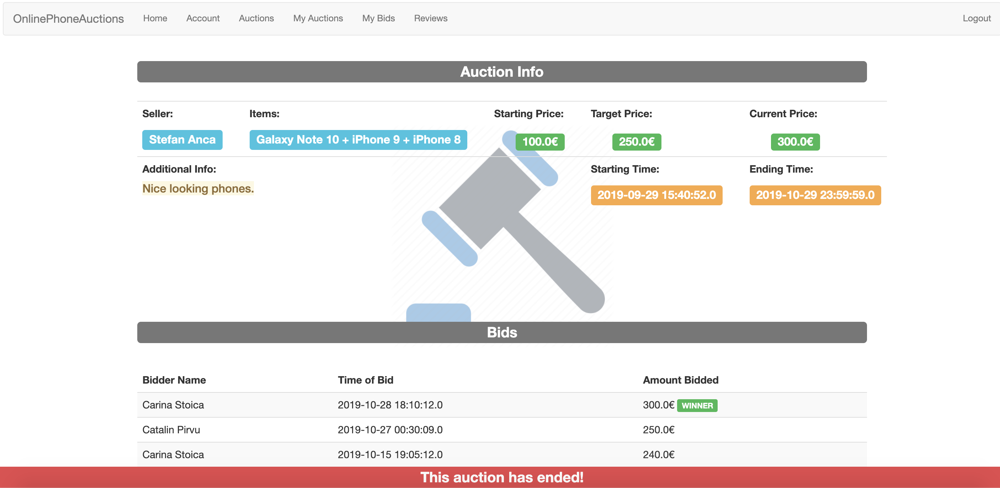 OnlinePhoneAuctions Home Account Auctions My Auctions My Bids Reviews Logout
Auction Info
Seller: Items: Starting Price: Target Price: Current Price:
Stefan Anca Galaxy Note 10 + iPhone 9 + iPhone 8 100.0€ 250.0€ 300.0€
Additional Info: Starting Time: Ending Time:
Nice looking phones. 2019-09-29 15:40:52.0 2019-10-29 23:59:59.0
Bids
Bidder Name Time of Bid Amount Bidded
Carina Stoica 2019-10-28 18:10:12.0 300.0€ WINNER
Catalin Pirvu 2019-10-27 00:30:09.0 250.0€
Carina Stoica 2019-10-15 19:05:12.0 240.0€
This auction has ended!